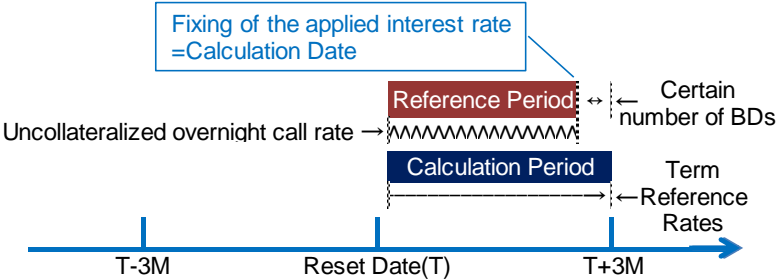 Fixing of the applied interest rate
=Calculation Date
Reference Period
↔
← Certain
number of BDs
Uncollateralized overnight call rate →
Calculation Period
← Term
Reference
Rates
T-3M
Reset Date(T)
T+3M